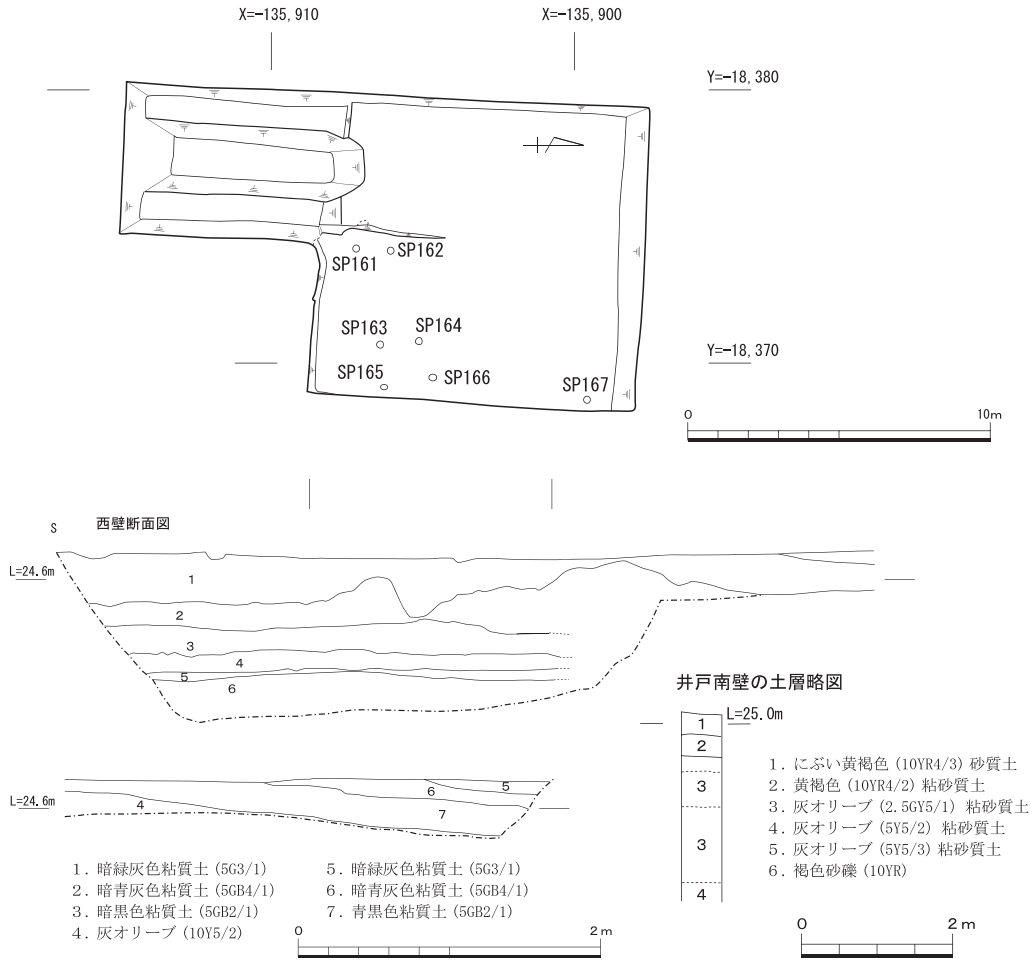 X=-135,910
X=-135,900
Y=-18,380
SP161
SP162
SP163
SP164
Y=-18,370
SP165
SP166
SP167
0
10m
S
西壁断面図
L=24.6m
1
2
3
4
5
6
井戸南壁の土層略図
L=25.0m
1
2
3
3
4
1. にぶい黄褐色 (10YR4/3) 砂質土
2. 黄褐色 (10YR4/2) 粘砂質土
3. 灰オリーブ (2.5GY5/1) 粘砂質土
4. 灰オリーブ (5Y5/2) 粘砂質土
5. 灰オリーブ (5Y5/3) 粘砂質土
6. 褐色砂礫 (10YR)
0
2 m
L=24.6m
4
6
5
7
1. 暗緑灰色粘質土 (5G3/1)
2. 暗青灰色粘質土 (5GB4/1)
3. 暗黒色粘質土 (5GB2/1)
4. 灰オリーブ (10Y5/2)
5. 暗緑灰色粘質土 (5G3/1)
6. 暗青灰色粘質土 (5GB4/1)
7. 青黒色粘質土 (5GB2/1)
0
2 m